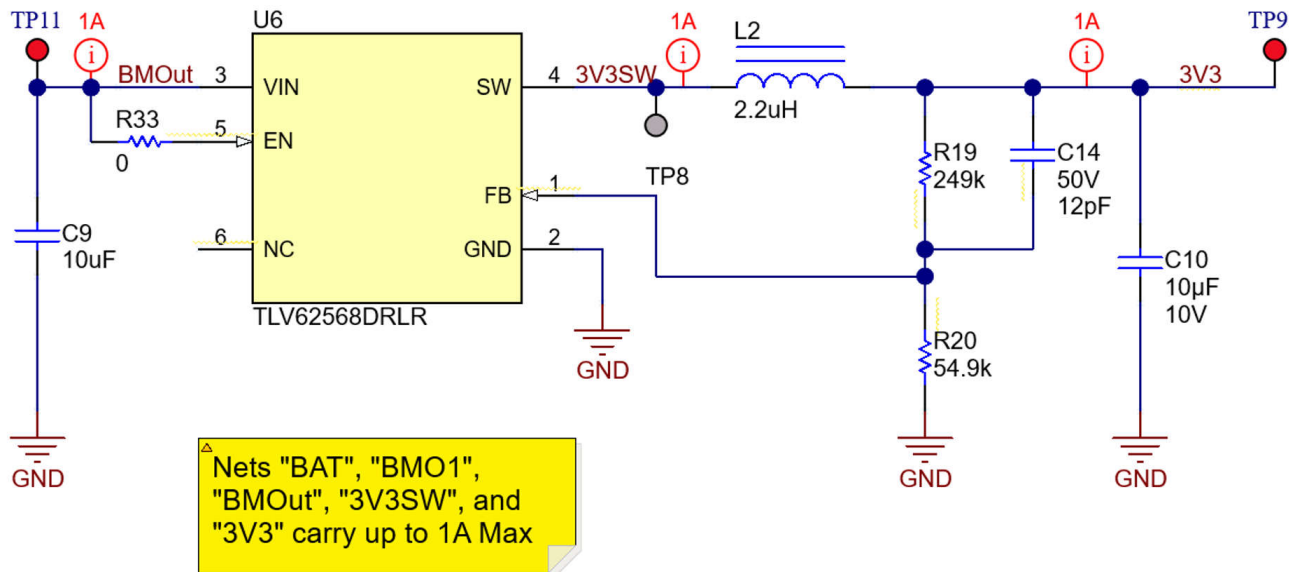 TP11
1A
U6
1A
L2
1A
TP9
BMOut
3
VIN
SW
4
3V3SW
2.2uH
3V3
R33
0
5
EN
R19
249k
C14
50V
12pF
TP8
FB
1
C9
10uF
6
NC
GND
2
C10
10µF
10V
TLV62568DRLR
R20
54.9k
GND
GND
GND
GND
Nets "BAT", "BMO1",
"BMOut", "3V3SW", and
"3V3" carry up to 1A Max